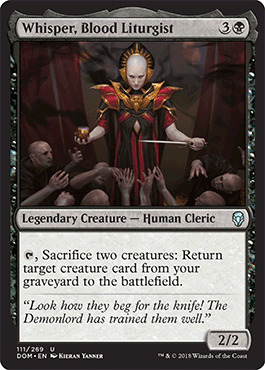 Whisper, Blood Liturgist 3
Legendary Creature — Human Cleric
, Sacrifice two creatures: Return
target creature card from your
graveyard to the battlefield.
“Look how they beg for the knife! The
Demonlord has trained them well.”
2/2
111/269 U
DOM • EN KIERAN YANNER ™ & © 2018 Wizards of the Coast